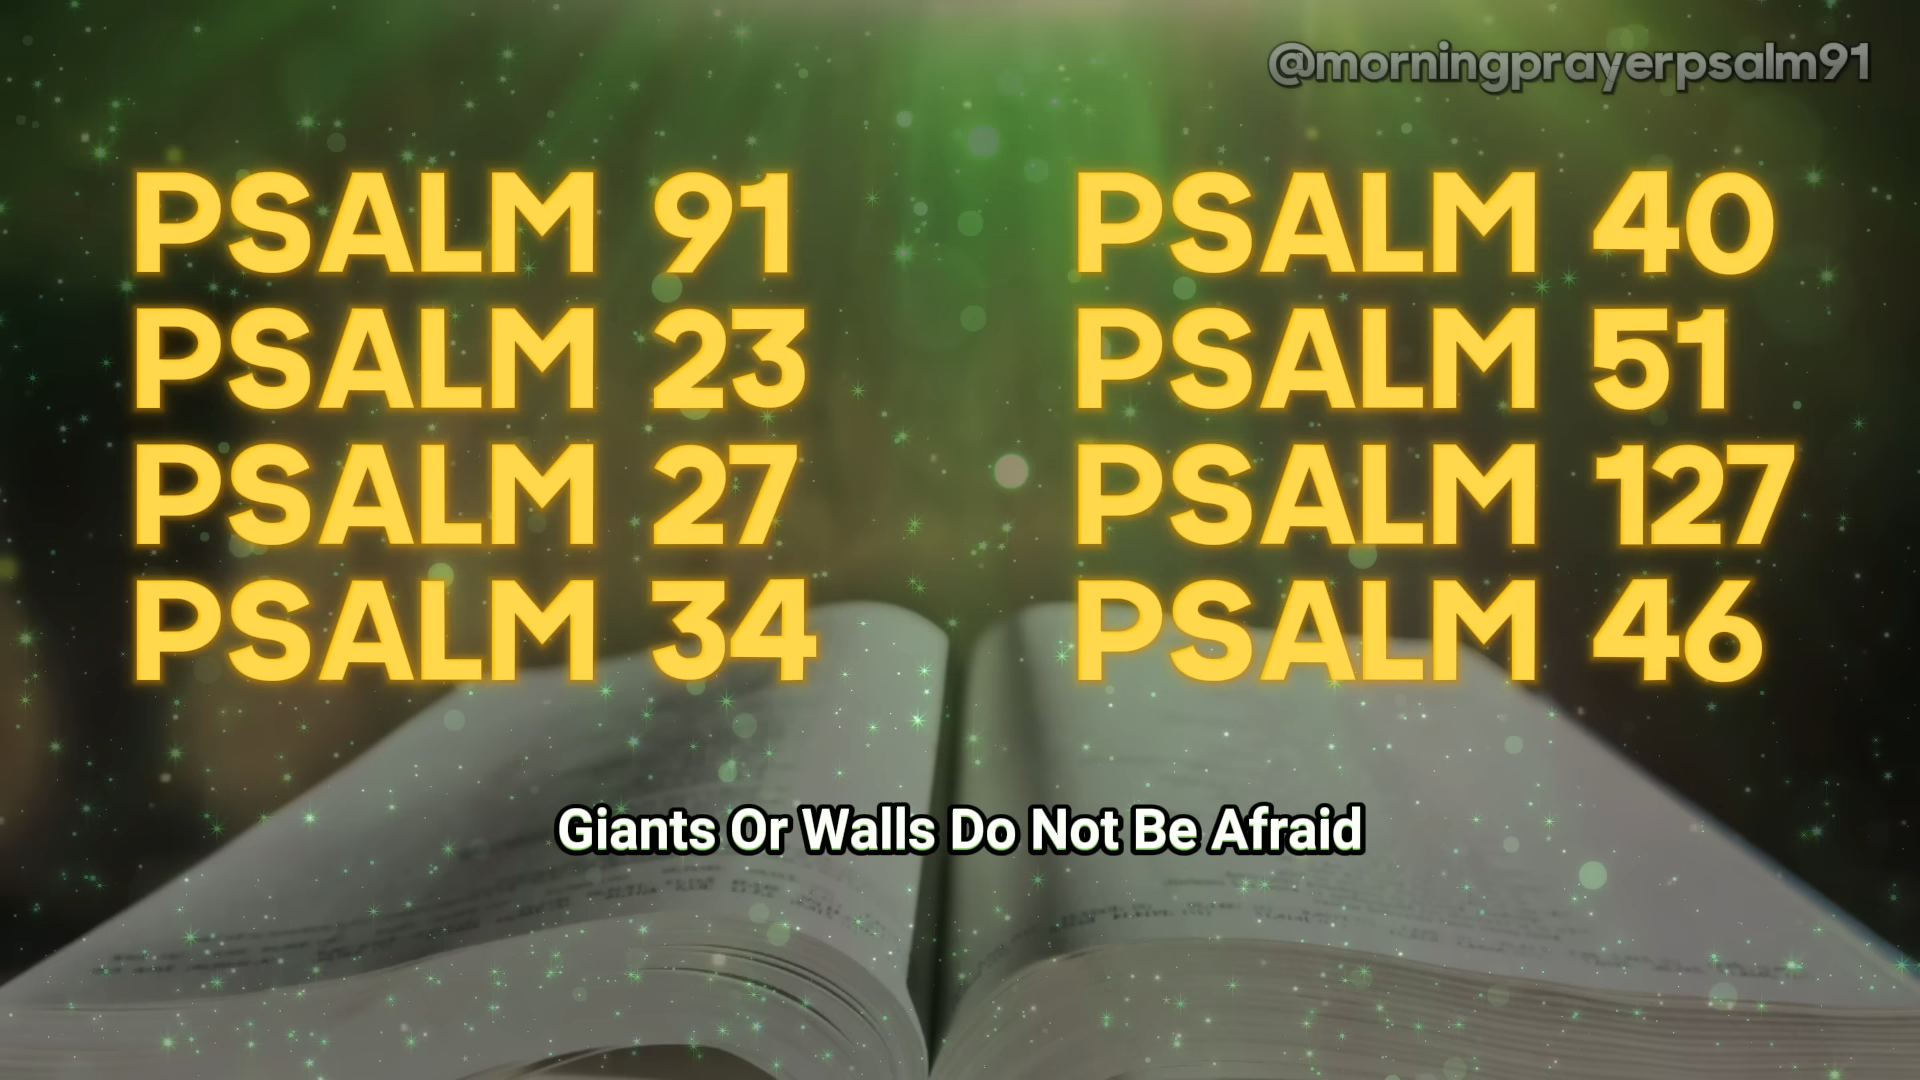 @morningprayerpsalm91
PSALM 91
PSALM 23
PSALM 27
PSALM 34
PSALM 40
PSALM 51
PSALM 127
PSALM 46
Giants Or Walls Do Not Be Afraid